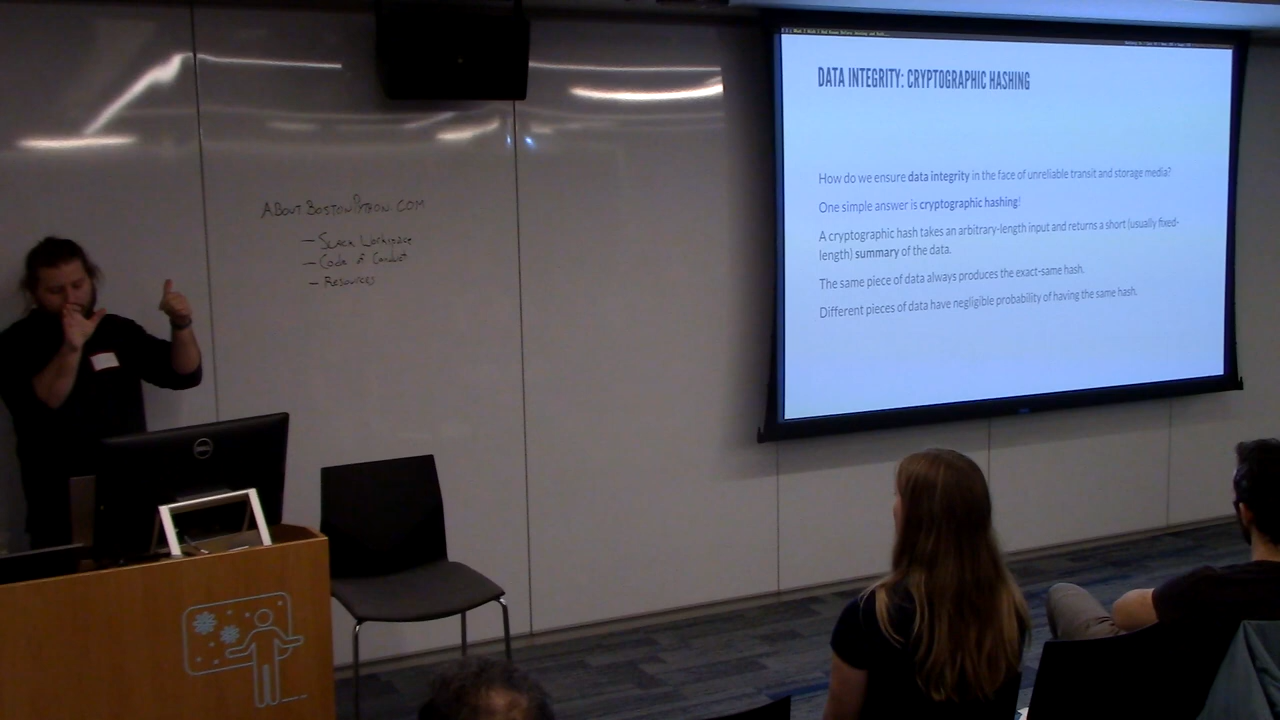 ABOUTBOSTONPYTHON.COM
– SLACK WORKSPACE
– CODE OF CONDUCT
– RESOURCES
DATA INTEGRITY: CRYPTOGRAPHIC HASHING
How do we ensure data integrity in the face of unreliable transit and storage media?
One simple answer is cryptographic hashing!
A cryptographic hash takes an arbitrary-length input and returns a short (usually fixed-
length) summary of the data.
The same piece of data always produces the exact-same hash.
Different pieces of data have negligible probability of having the same hash.
DELL